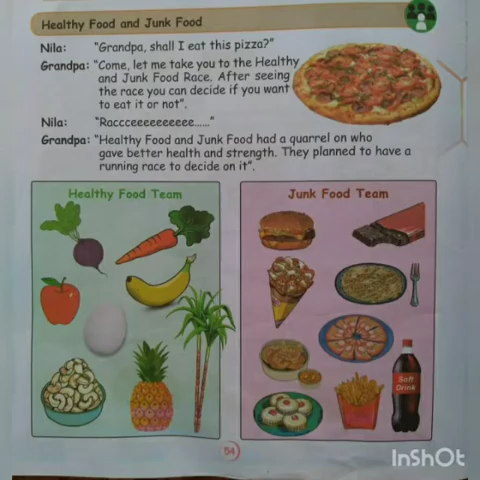 Healthy Food and Junk Food
Nila: "Grandpa, shall I eat this pizza?"
Grandpa: "Come, let me take you to the Healthy
and Junk Food Race. After seeing
the race you can decide if you want
to eat it or not".
Nila: "Raccceeeeeeeeee......"
Grandpa: "Healthy Food and Junk Food had a quarrel on who
gave better health and strength. They planned to have a
running race to decide on it".
Healthy Food Team
Junk Food Team
Soft
Drink
54
InShOt